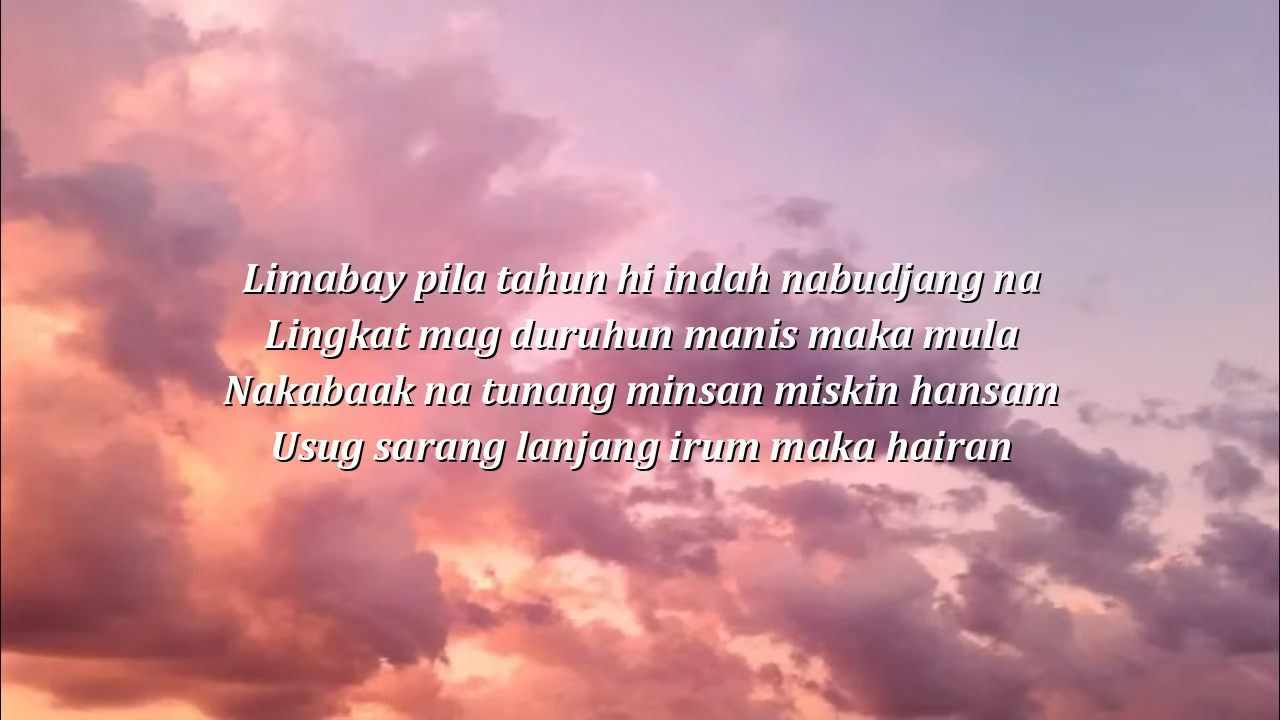 Limabay pila tahun hi indah nabudjang na
Lingkat mag duruhun manis maka mula
Nakabaak na tunang minsan miskin hansam
Usug sarang lanjang irum maka hairan